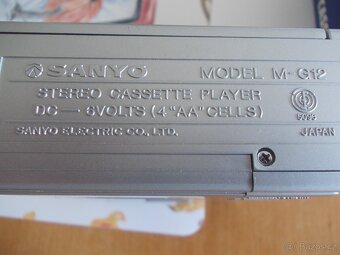 SANYO MODEL M-G12
STEREO CASSETTE PLAYER
DC — 6VOLTS (4 "AA" CELLS)
SANYO ELECTRIC CO., LTD. JAPAN